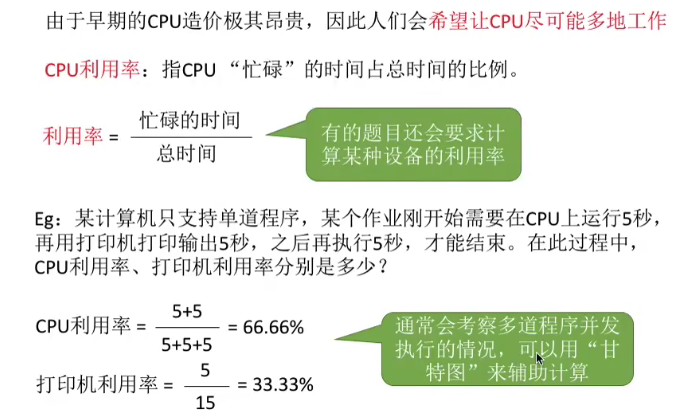 由于早期的CPU造价极其昂贵，因此人们会希望让CPU尽可能多地工作
CPU利用率：指CPU “忙碌”的时间占总时间的比例。
利用率 = 忙碌的时间 / 总时间
有的题目还会要求计
算某种设备的利用率
Eg：某计算机只支持单道程序，某个作业刚开始需要在CPU上运行5秒，
再用打印机打印输出5秒，之后再执行5秒，才能结束。在此过程中，
CPU利用率、打印机利用率分别是多少？
CPU利用率 = 5+5 / 5+5+5 = 66.66%
通常会考察多道程序并发
执行的情况，可以用“甘
特图”来辅助计算
打印机利用率 = 5 / 15 = 33.33%